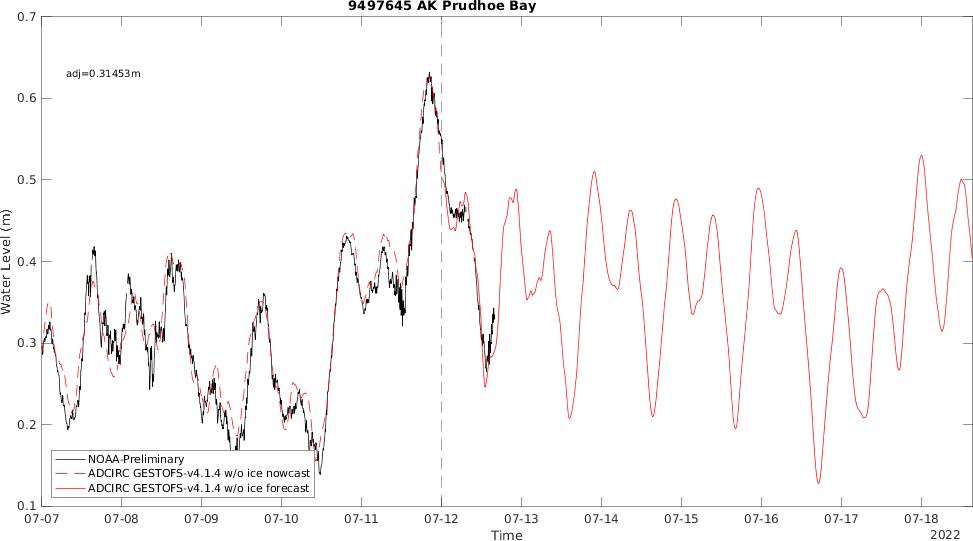 9497645 AK Prudhoe Bay
0.7
adj=0.31453m
0.6
0.5
0.4
0.3
0.2
0.1
Water Level (m)
NOAA-Preliminary
ADCIRC GESTOFS-v4.1.4 w/o ice nowcast
ADCIRC GESTOFS-v4.1.4 w/o ice forecast
07-07 07-08 07-09 07-10 07-11 07-12 07-13 07-14 07-15 07-16 07-17 07-18
Time
2022